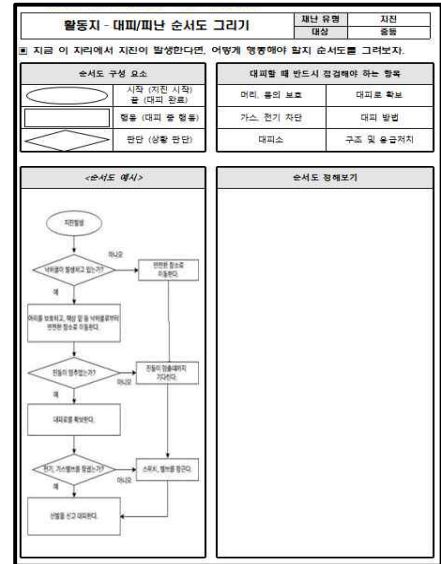 활동지 - 대피/피난 순서도 그리기
재난 유형
지진
대상
중등
▣ 지금 이 자리에서 지진이 발생한다면, 어떻게 행동해야 할지 순서도를 그려보자.
순서도 구성 요소
시작 (지진 시작)
끝 (대피 완료)
행동 (대피 중 행동)
판단 (상황 판단)
대피할 때 반드시 점검해야 하는 항목
머리, 몸의 보호
대피로 확보
가스, 전기 차단
대피 방법
대피소
구조 및 응급처치
<순서도 예시>
지진발생
낙하물이 발생하고 있는가?
아니오
안전한 장소로
이동한다.
예
머리를 보호하고, 책상 밑 등 낙하물로부터
안전한 장소로 이동한다.
진동이 멈추었는가?
아니오
진동이 멈출때까지
기다린다.
예
대피로를 확보한다.
전기, 가스밸브를 잠갔는가?
아니오
스위치, 밸브를 잠근다.
예
신발을 신고 대피한다.
순서도 정해보기